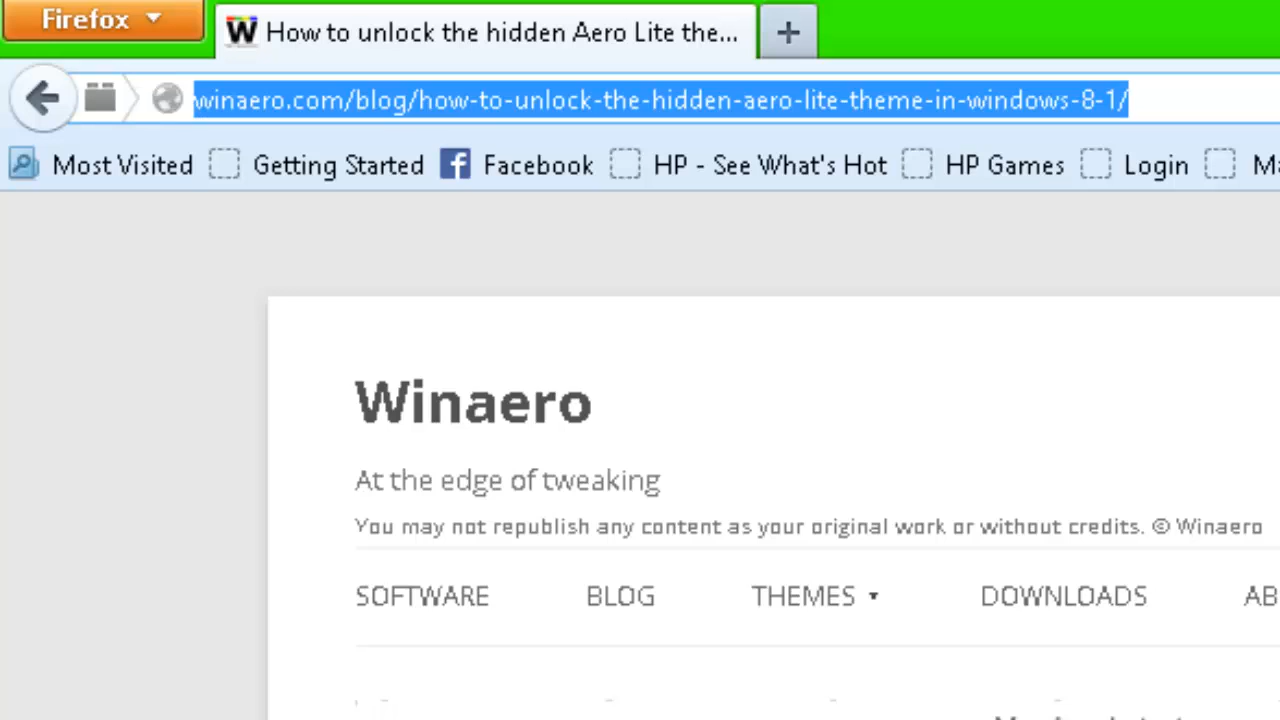 Firefox
How to unlock the hidden Aero Lite the...
winaero.com/blog/how-to-unlock-the-hidden-aero-lite-theme-in-windows-8-1/
Most Visited Getting Started Facebook HP - See What's Hot HP Games Login
Winaero
At the edge of tweaking
You may not republish any content as your original work or without credits. © Winaero
SOFTWARE BLOG THEMES DOWNLOADS AB